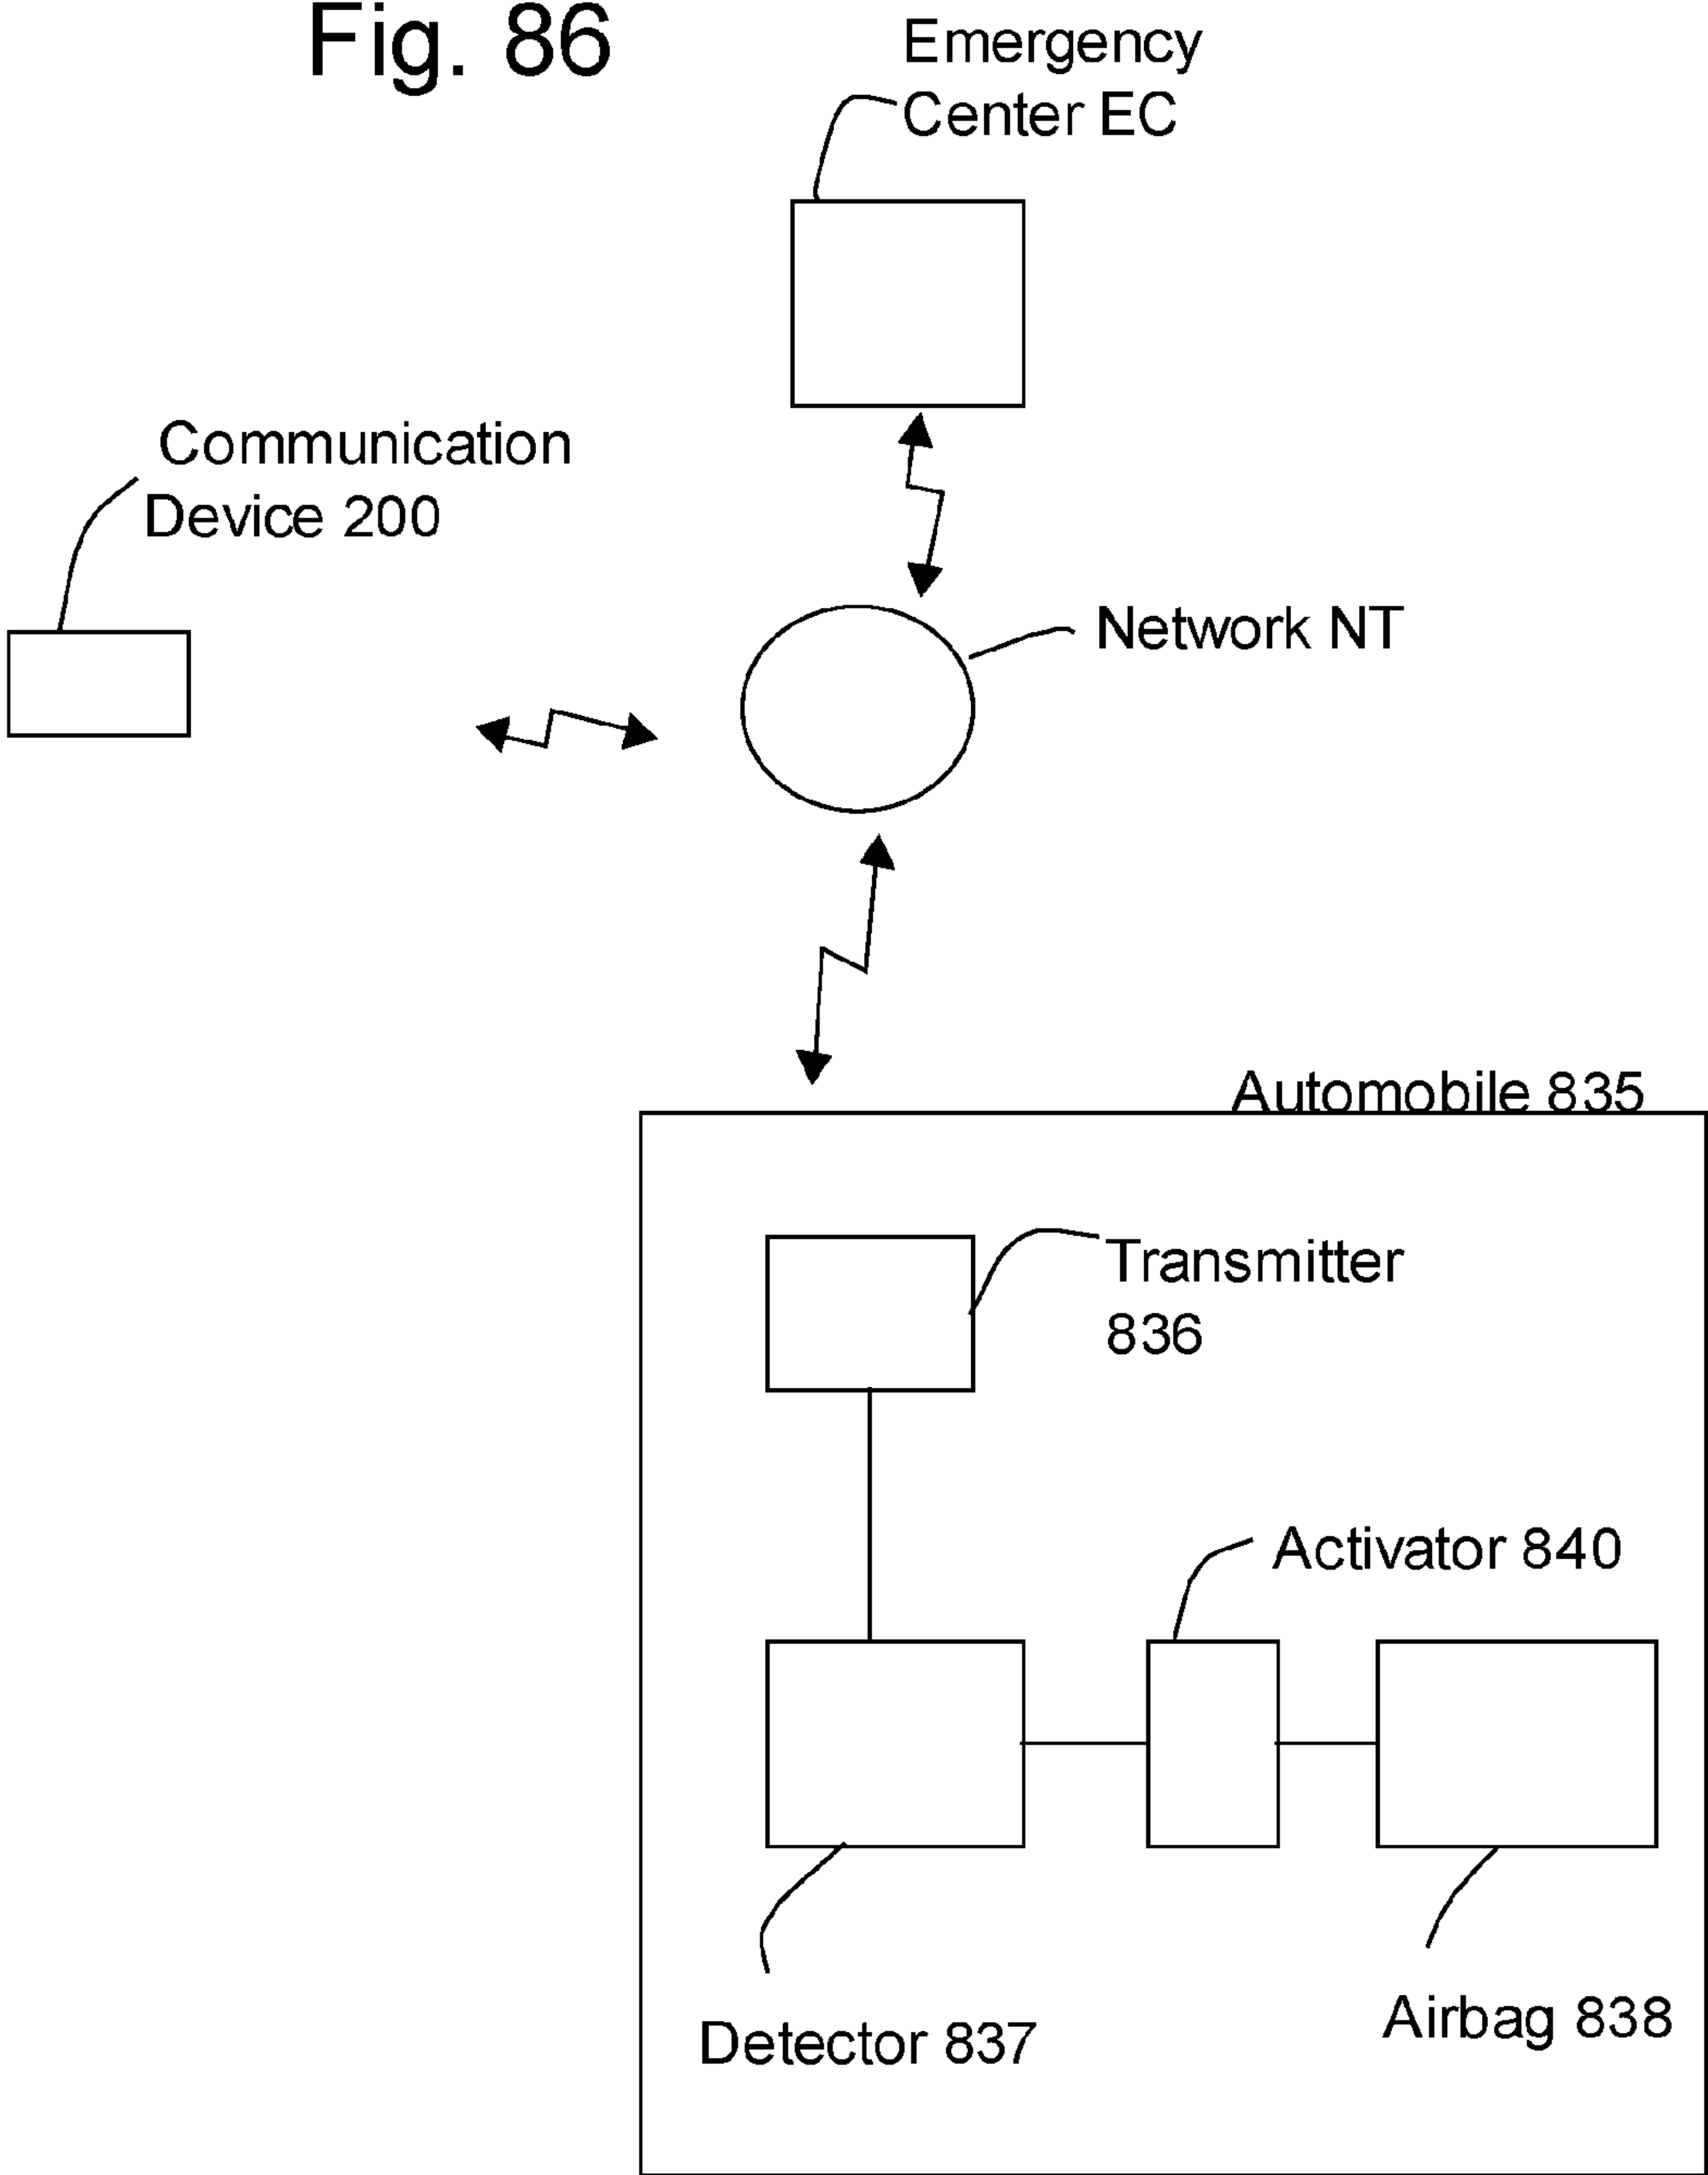 Fig. 86
Emergency
Center EC
Communication
Device 200
Network NT
Automobile 835
Transmitter
836
Activator 840
Airbag 838
Detector 837